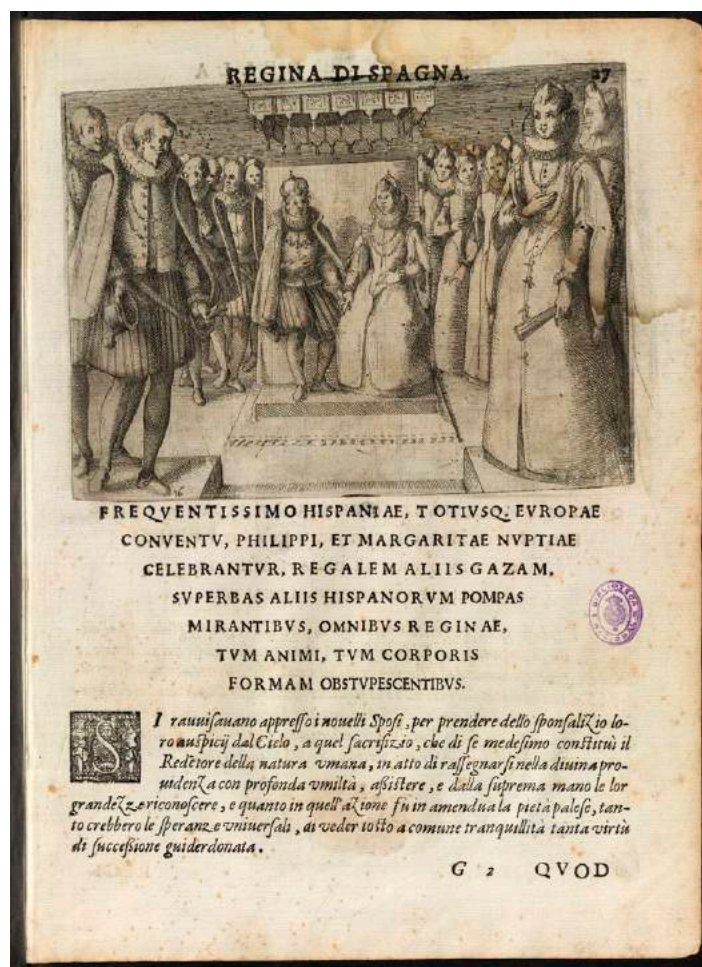 REGINA DI SPAGNA. 27
16
FREQVENTISSIMO HISPANIAE, TOTIVSQ. EVROPAE
CONVENTV, PHILIPPI, ET MARGARITAE NVPTIAE
CELEBRANTVR, REGALEM ALIIS GAZAM,
SVPERBAS ALIIS HISPANORVM POMPAS
MIRANTIBVS, OMNIBVS REGINAE,
TVM ANIMI, TVM CORPORIS
FORMAM OBSTVPESCENTIBVS.
SI rauuiſauano appreſſo i nouelli Spoſi, per prendere dello ſponſalizio lo-
ro auſpicij dal Cielo, a quel ſacrifizio, che di ſe medeſimo conſtituì il
Redētore della natura vmana, in atto di raſſegnarſi nella diuina pro-
uidenza con profonda vmiltà, aſsiſtere, e dalla ſuprema mano le lor
grandezze riconoſcere, e quanto in quell'azione fù in amendua la pietà paleſe, tan-
to crebbero le ſperanze vniuerſali, di veder toſto a comune tranquillità tanta virtù
di ſucceſsione guiderdonata.
G 2 QVOD